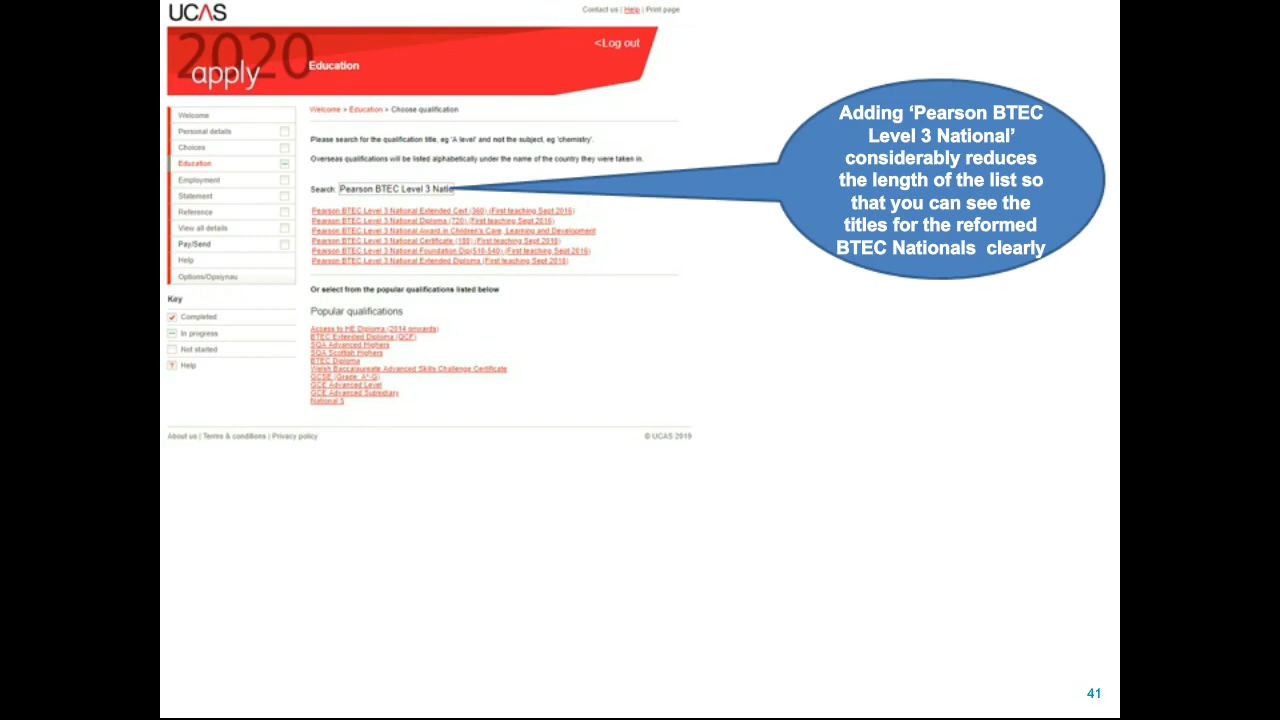 UCAS
Contact us | Help | Print page
2020
apply
Education
<Log out
Welcome
Personal details
Choices
Education
Employment
Statement
Reference
View all details
Pay/Send
Help
Options/Opsiynau
Key
Completed
In progress
Not started
? Help
Welcome > Education > Choose qualification
Please search for the qualification title, eg 'A level' and not the subject, eg 'chemistry'.
Overseas qualifications will be listed alphabetically under the name of the country they were taken in.
Search: Pearson BTEC Level 3 Natio
Pearson BTEC Level 3 National Extended Cert (360) (First teaching Sept 2016)
Pearson BTEC Level 3 National Diploma (720) (First teaching Sept 2016)
Pearson BTEC Level 3 National Award in Children's Care, Learning and Development
Pearson BTEC Level 3 National Certificate (180) (First teaching Sept 2016)
Pearson BTEC Level 3 National Foundation Dip(510-540) (First teaching Sept 2016)
Pearson BTEC Level 3 National Extended Diploma (First teaching Sept 2016)
Or select from the popular qualifications listed below
Popular qualifications
Access to HE Diploma (2014 onwards)
BTEC Extended Diploma (QCF)
SQA Advanced Highers
SQA Scottish Highers
BTEC Diploma
Welsh Baccalaureate Advanced Skills Challenge Certificate
GCSE (Grade: A*-G)
GCE Advanced Level
GCE Advanced Subsidiary
National 5
About us | Terms & conditions | Privacy policy
© UCAS 2019
Adding ‘Pearson BTEC
Level 3 National’
considerably reduces
the length of the list so
that you can see the
titles for the reformed
BTEC Nationals clearly
41